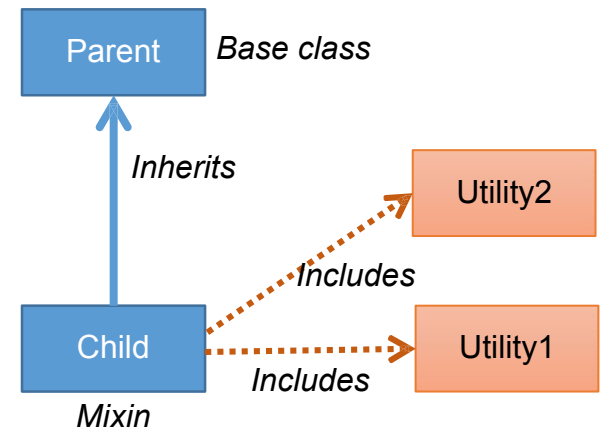 Parent
Base class
Inherits
Utility2
Includes
Child
Utility1
Includes
Mixin